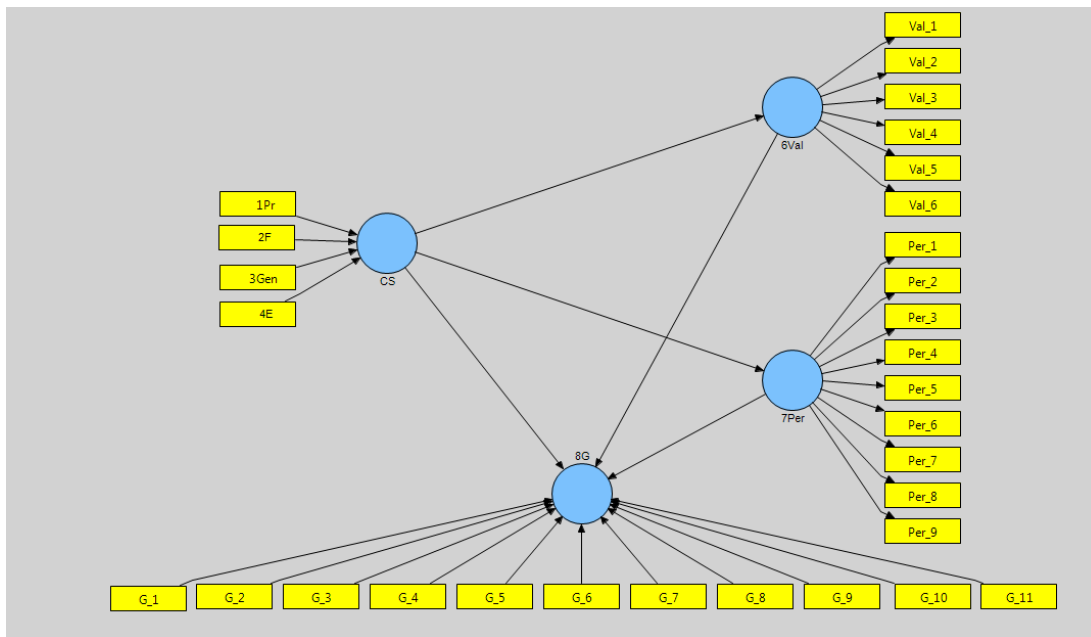 Val_1
Val_2
Val_3
Val_4
Val_5
Val_6
6Val
1Pr
2F
3Gen
4E
CS
Per_1
Per_2
Per_3
Per_4
Per_5
Per_6
Per_7
Per_8
Per_9
7Per
8G
G_1
G_2
G_3
G_4
G_5
G_6
G_7
G_8
G_9
G_10
G_11